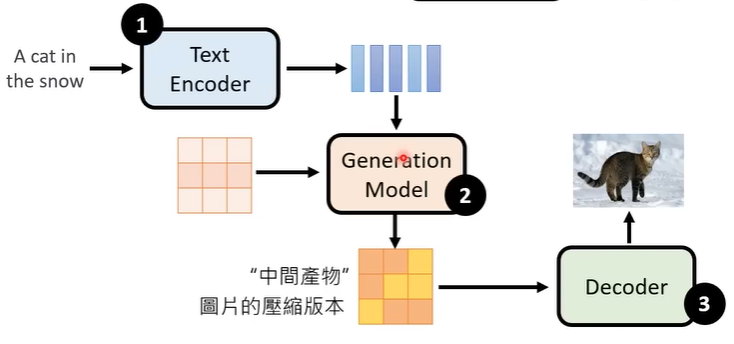 1
A cat in
the snow
Text
Encoder
Generation
Model
2
“中間產物”
圖片的壓縮版本
Decoder
3